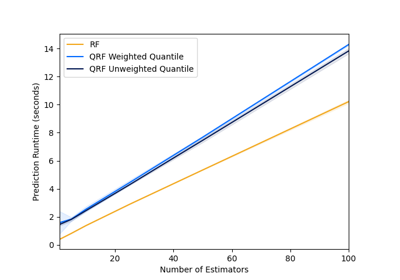 RF
QRF Weighted Quantile
QRF Unweighted Quantile
Prediction Runtime (seconds)
14
12
10
8
6
4
2
0
20
40
60
80
100
Number of Estimators